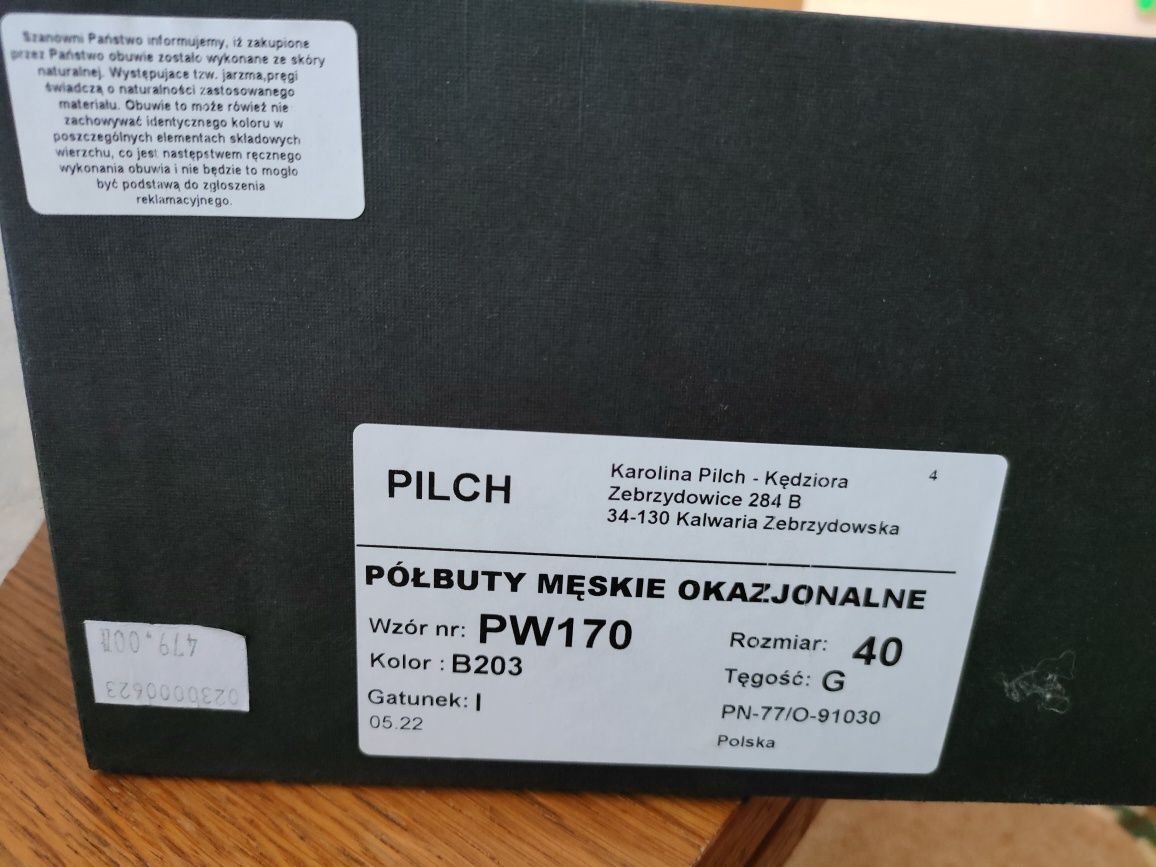 Szanowni Państwo informujemy, iż zakupione
przez Państwo obuwie zostało wykonane ze skóry
naturalnej. Występujace tzw. jarzma,pręgi
świadczą o naturalności zastosowanego
materiału. Obuwie to może rówież nie
zachowywać identycznego koloru w
poszczególnych elementach składowych
wierzchu, co jest następstwem ręcznego
wykonania obuwia i nie będzie to mogło
być podstawą do zgłoszenia
reklamacyjnego.
PILCH
Karolina Pilch - Kędziora
4
Zebrzydowice 284 B
34-130 Kalwaria Zebrzydowska
PÓŁBUTY MĘSKIE OKAZJONALNE
Wzór nr: PW170
Rozmiar: 40
Kolor : B203
Tęgość: G
Gatunek: I
PN-77/O-91030
05.22
Polska
0230000623
479.00